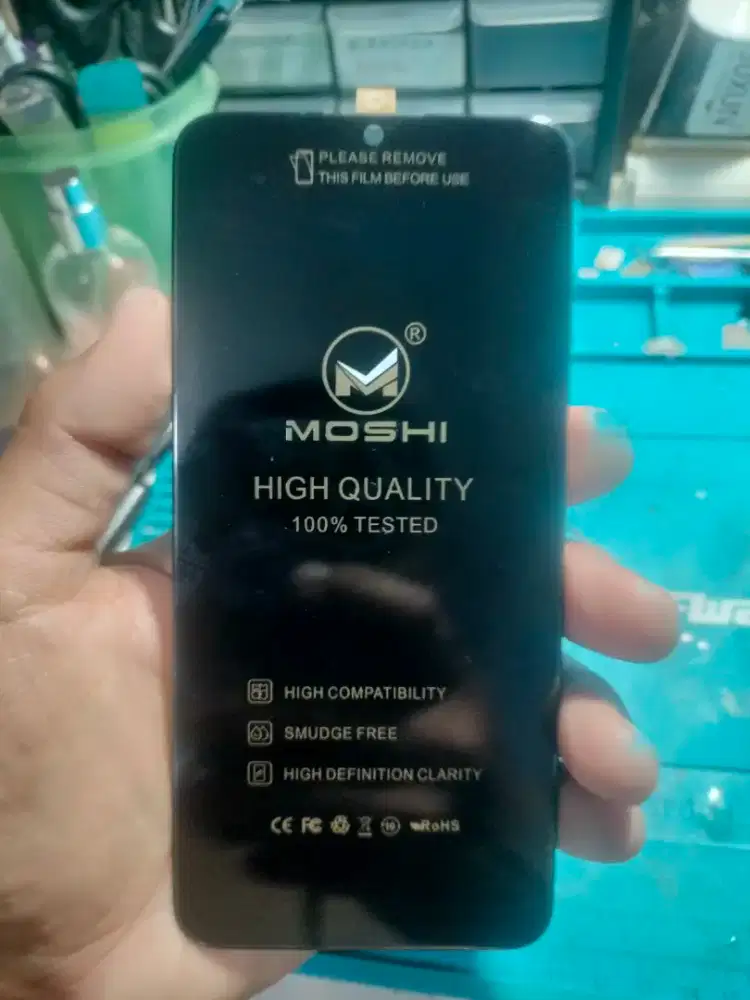 PLEASE REMOVE
THIS FILM BEFORE USE
®
MOSHI
HIGH QUALITY
100% TESTED
HIGH COMPATIBILITY
SMUDGE FREE
HIGH DEFINITION CLARITY
CE FC 10 RoHS